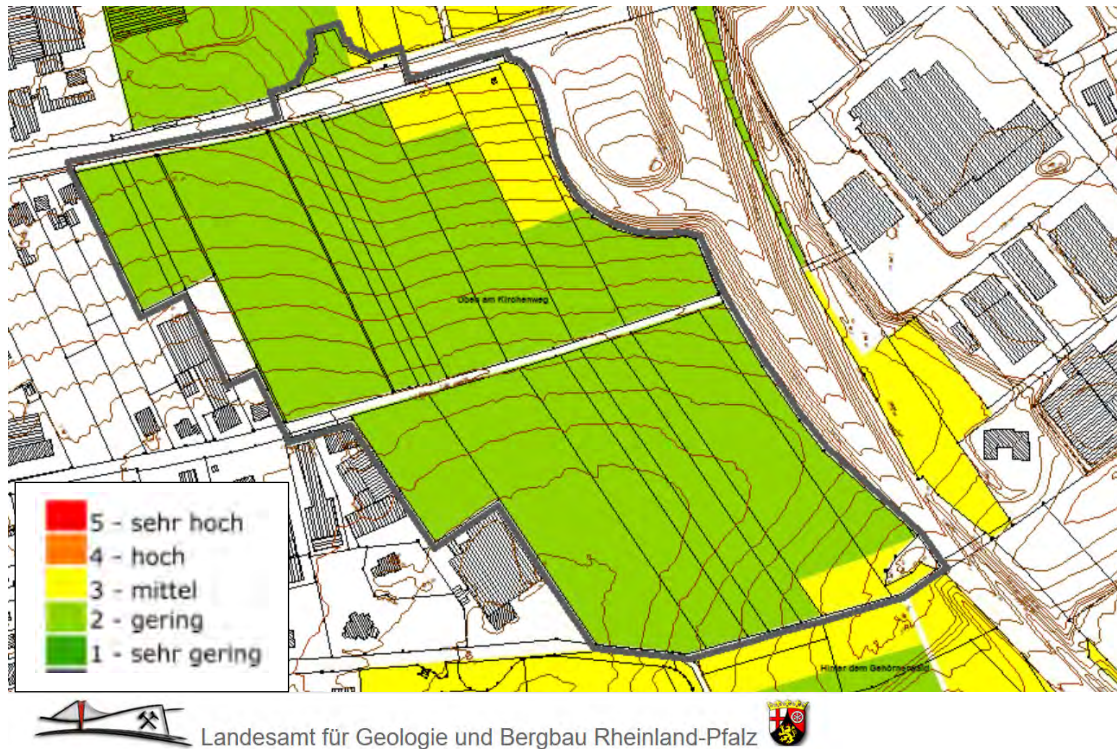 Oben am Kirchenweg
5 - sehr hoch
4 - hoch
3 - mittel
2 - gering
1 - sehr gering
Hinter dem
Landesamt für Geologie und Bergbau Rheinland-Pfalz